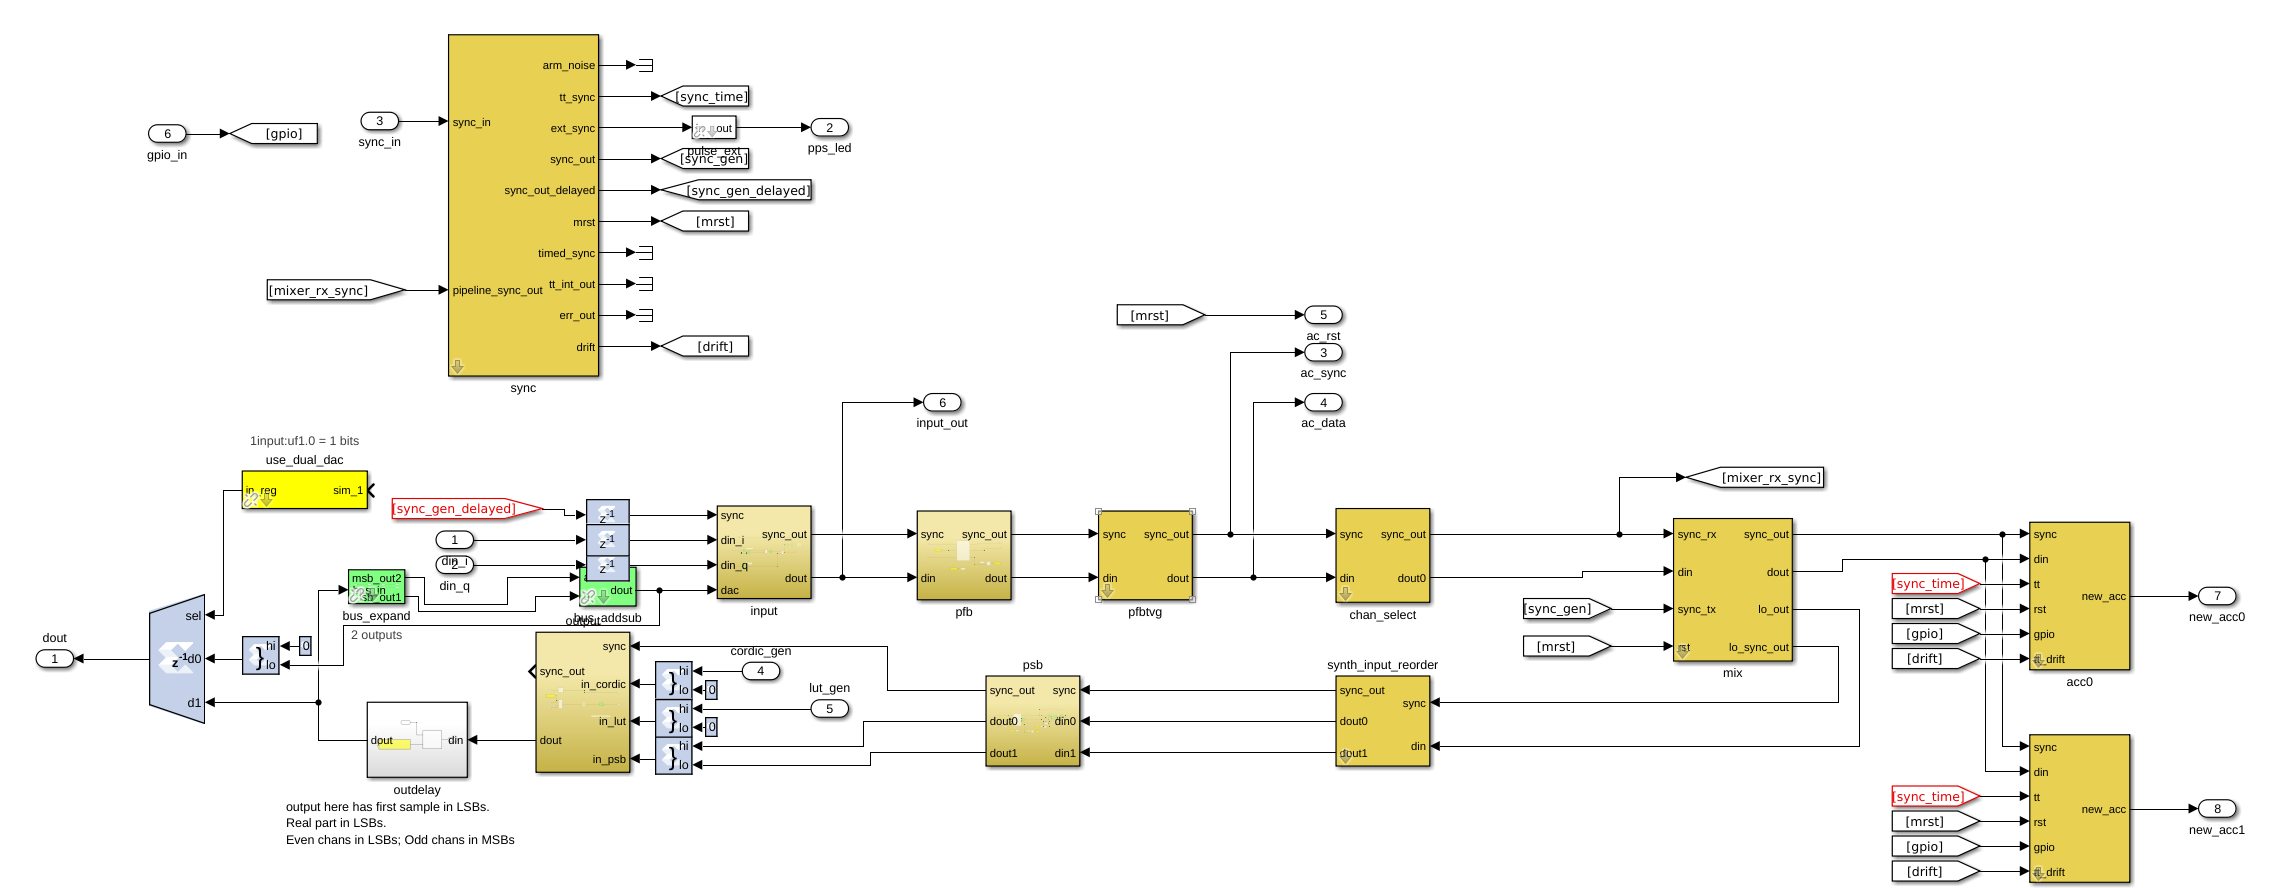 arm_noise
tt_sync
[sync_time]
6
[gpio]
gpio_in
3
sync_in
sync_in
ext_sync
out
2
pps_led
pulse_ext
sync_out
[sync_gen]
sync_out_delayed
[sync_gen_delayed]
mrst
[mrst]
timed_sync
[mixer_rx_sync]
pipeline_sync_out
tt_int_out
err_out
drift
[drift]
sync
[mrst]
5
ac_rst
3
ac_sync
6
input_out
4
ac_data
1input:uf1.0 = 1 bits
use_dual_dac
in_reg
sim_1
[sync_gen_delayed]
z-1
z-1
z-1
1
din_i
2
din_q
sync
din_i
din_q
dac
sync_out
dout
input
sync
din
sync_out
dout
pfb
sync
din
sync_out
dout
pfbtvg
sync
din
sync_out
dout0
chan_select
[mixer_rx_sync]
[sync_gen]
[mrst]
sync_rx
din
sync_tx
rst
sync_out
dout
lo_out
lo_sync_out
mix
[sync_time]
[mrst]
[gpio]
[drift]
sync
din
tt
rst
gpio
tt_drift
new_acc
acc0
7
new_acc0
msb_out2
lsb_out1
bus_expand
2 outputs
dout
bus_addsub
output
dout
1
sel
d0
d1
z-1
hi
lo
0
dout
din
outdelay
output here has first sample in LSBs.
Real part in LSBs.
Even chans in LSBs; Odd chans in MSBs
sync
sync_out
in_cordic
in_lut
dout
in_psb
cordic_gen
4
hi
lo
0
lut_gen
5
hi
lo
0
hi
lo
psb
sync_out
sync
dout0
din0
dout1
din1
synth_input_reorder
sync_out
sync
dout0
dout1
din
[sync_time]
[mrst]
[gpio]
[drift]
sync
din
tt
rst
gpio
tt_drift
new_acc
8
new_acc1